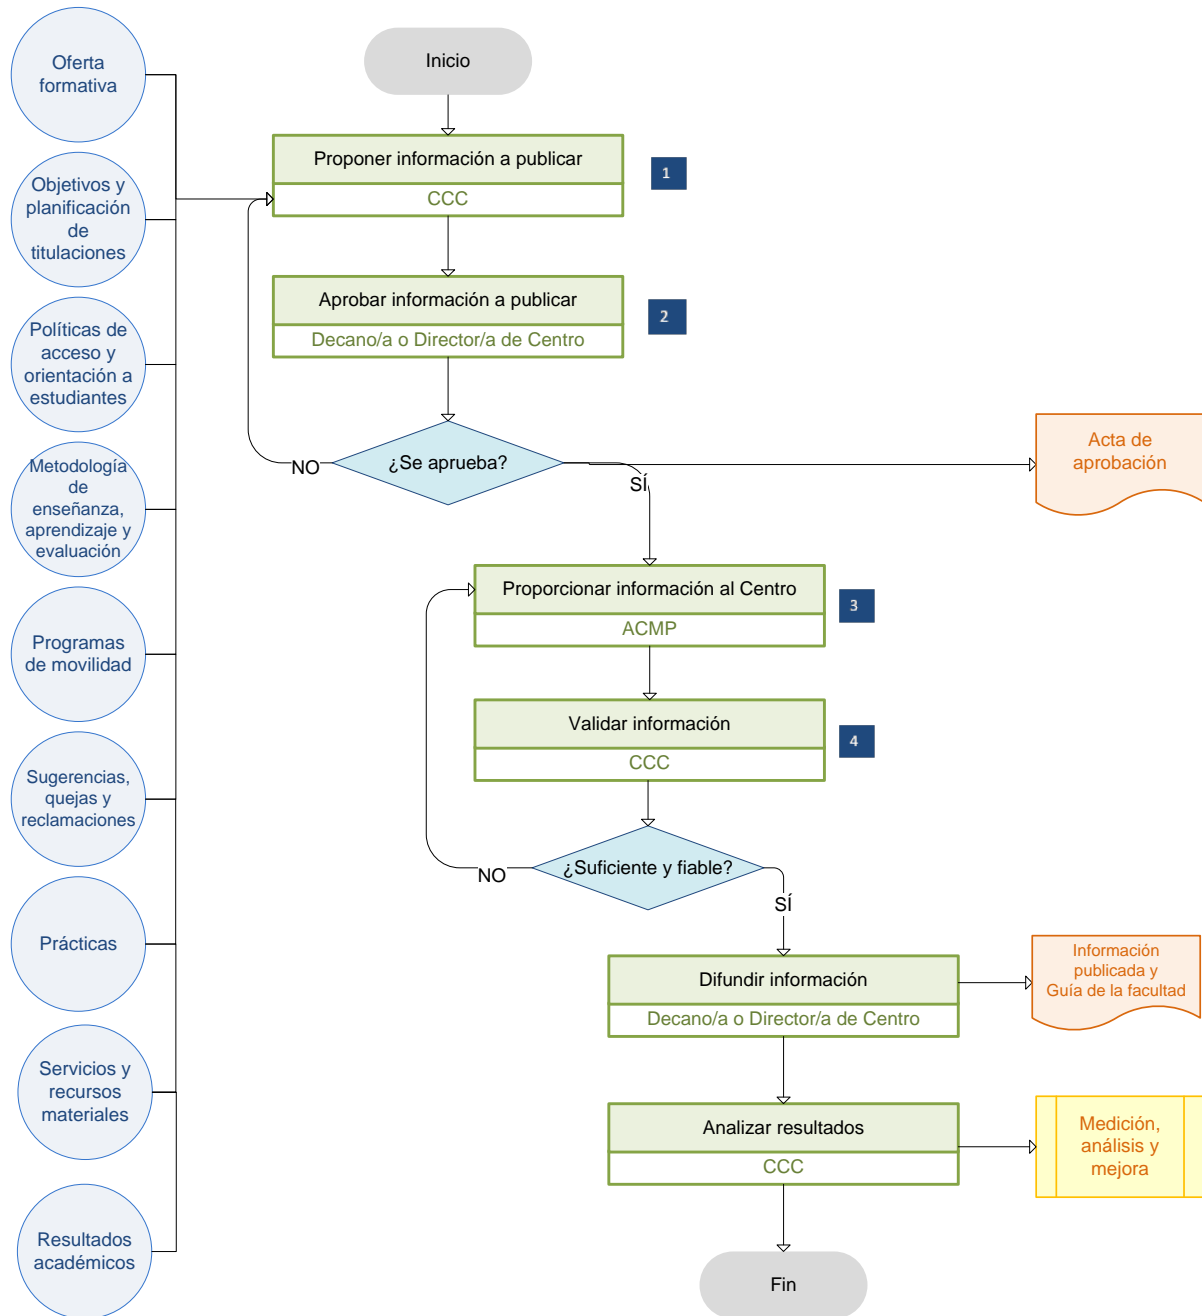 Oferta
formativa
Objetivos y
planificación
de
titulaciones
Políticas de
acceso y
orientación a
estudiantes
Metodología
de
enseñanza,
aprendizaje y
evaluación
Programas
de movilidad
Sugerencias,
quejas y
reclamaciones
Prácticas
Servicios y
recursos
materiales
Resultados
académicos
Inicio
Proponer información a publicar
CCC
1
Aprobar información a publicar
Decano/a o Director/a de Centro
2
¿Se aprueba?
NO
SÍ
Acta de
aprobación
Proporcionar información al Centro
ACMP
3
Validar información
CCC
4
¿Suficiente y fiable?
NO
SÍ
Difundir información
Decano/a o Director/a de Centro
Información
publicada y
Guía de la facultad
Analizar resultados
CCC
Medición,
análisis y
mejora
Fin